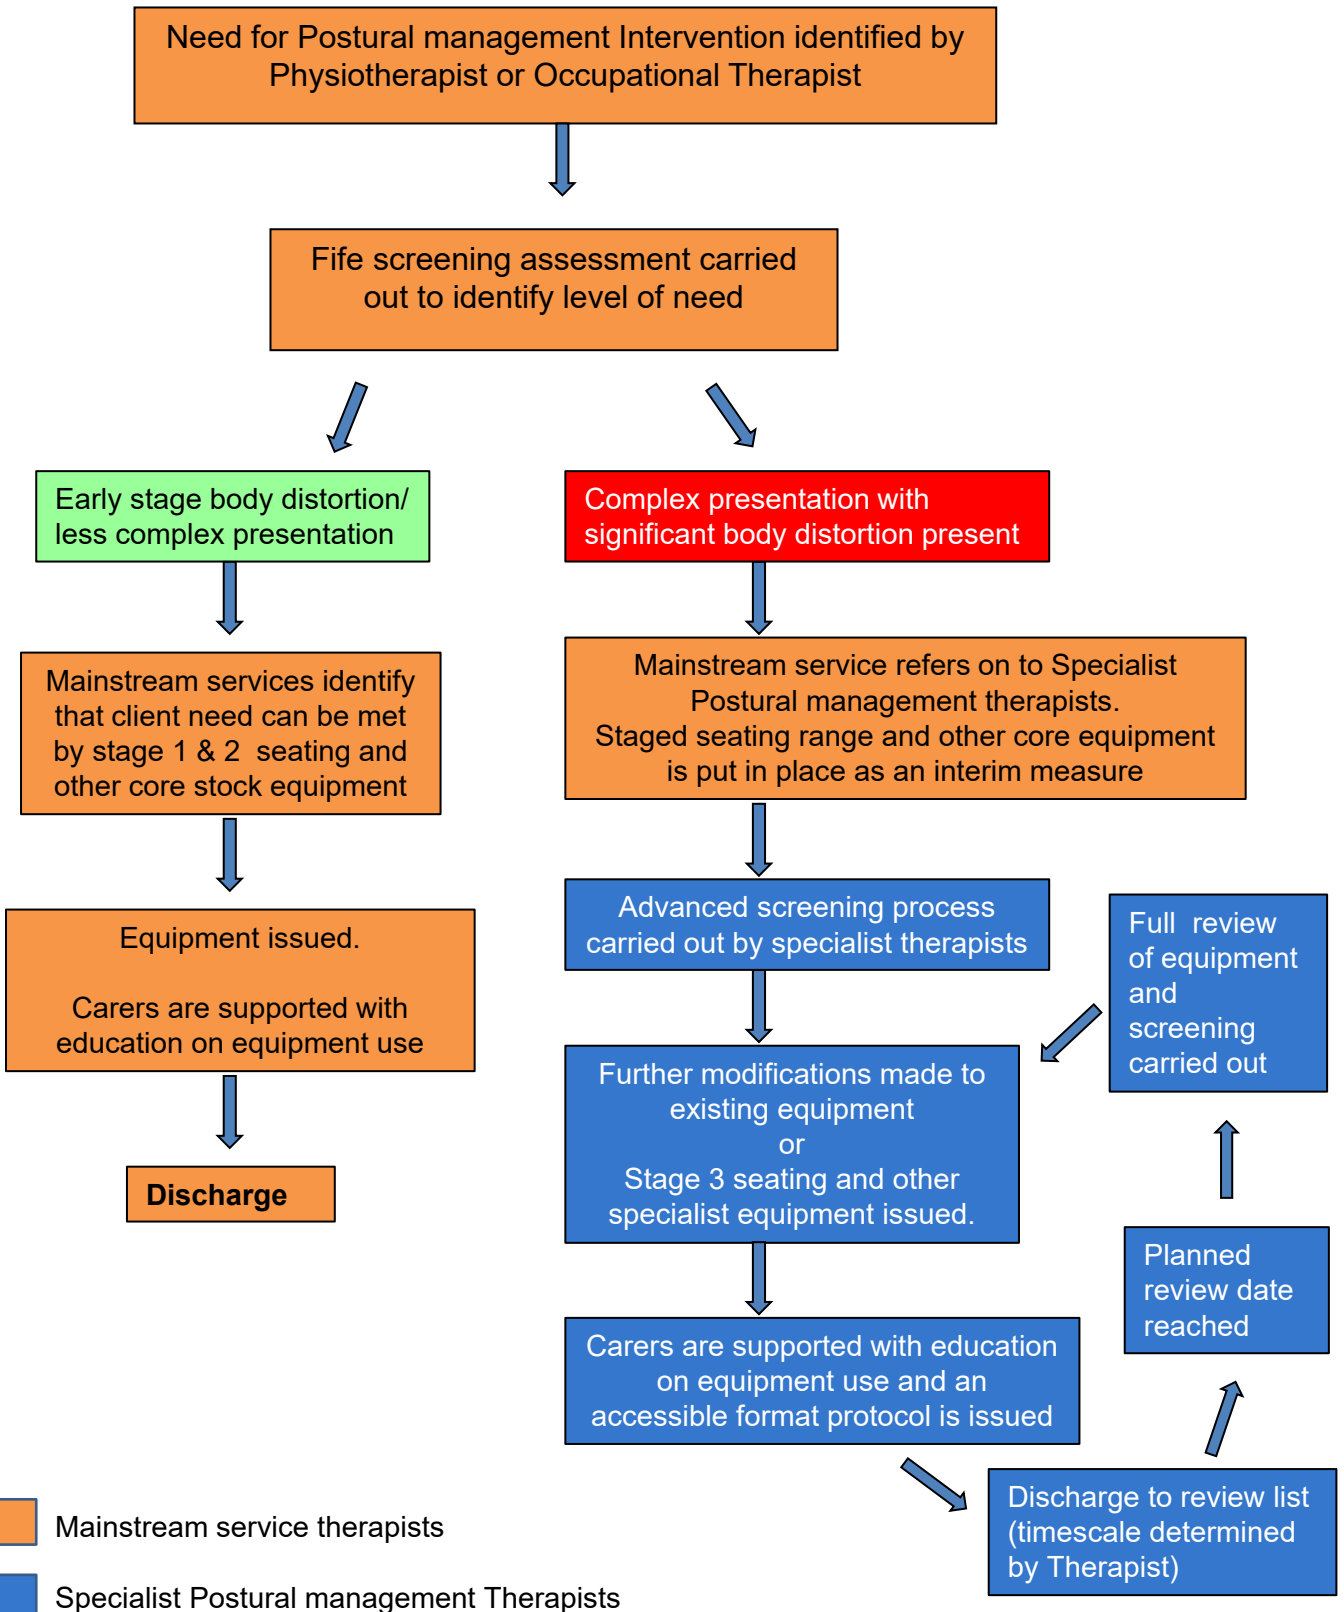 Need for Postural management Intervention identified by
Physiotherapist or Occupational Therapist
Fife screening assessment carried
out to identify level of need
Early stage body distortion/
less complex presentation
Complex presentation with
significant body distortion present
Mainstream services identify
that client need can be met
by stage 1 & 2 seating and
other core stock equipment
Mainstream service refers on to Specialist
Postural management therapists.
Staged seating range and other core equipment
is put in place as an interim measure
Equipment issued.
Carers are supported with
education on equipment use
Discharge
Advanced screening process
carried out by specialist therapists
Further modifications made to
existing equipment
or
Stage 3 seating and other
specialist equipment issued.
Carers are supported with education
on equipment use and an
accessible format protocol is issued
Discharge to review list
(timescale determined
by Therapist)
Planned
review date
reached
Full review
of equipment
and
screening
carried out
Mainstream service therapists
Specialist Postural management Therapists